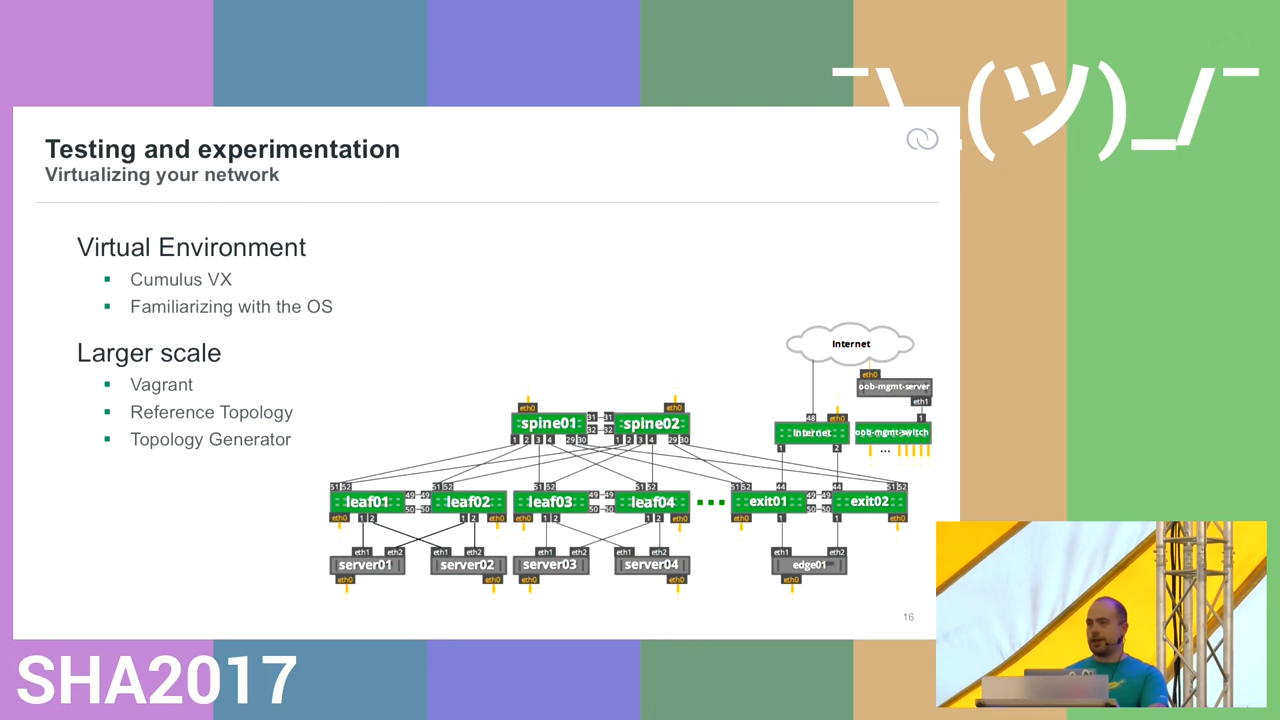 ¯\_(ツ)_/¯
Testing and experimentation
Virtualizing your network
Virtual Environment
Cumulus VX
Familiarizing with the OS
Larger scale
Vagrant
Reference Topology
Topology Generator
Internet
eth0
oob-mgmt-server
eth1
eth0 eth0 48 eth0 1
spine01 31 31 spine02 Internet oob-mgmt-switch
32 32
1 2 3 4 29 30 1 2 3 4 29 30 1 2 ...
51 52 51 52 51 52 51 52 51 52 44 44 51 52
leaf01 49 49 leaf02 leaf03 49 49 leaf04 ... exit01 49 49 exit02
50 50 50 50 50 50
eth0 1 2 1 2 eth0 eth0 1 2 1 2 eth0 eth0 1 1 eth0
eth1 eth2 eth1 eth2 eth1 eth2 eth1 eth2 eth1 eth2
server01 server02 server03 server04 edge01
eth0 eth0 eth0 eth0 eth0
16
SHA2017